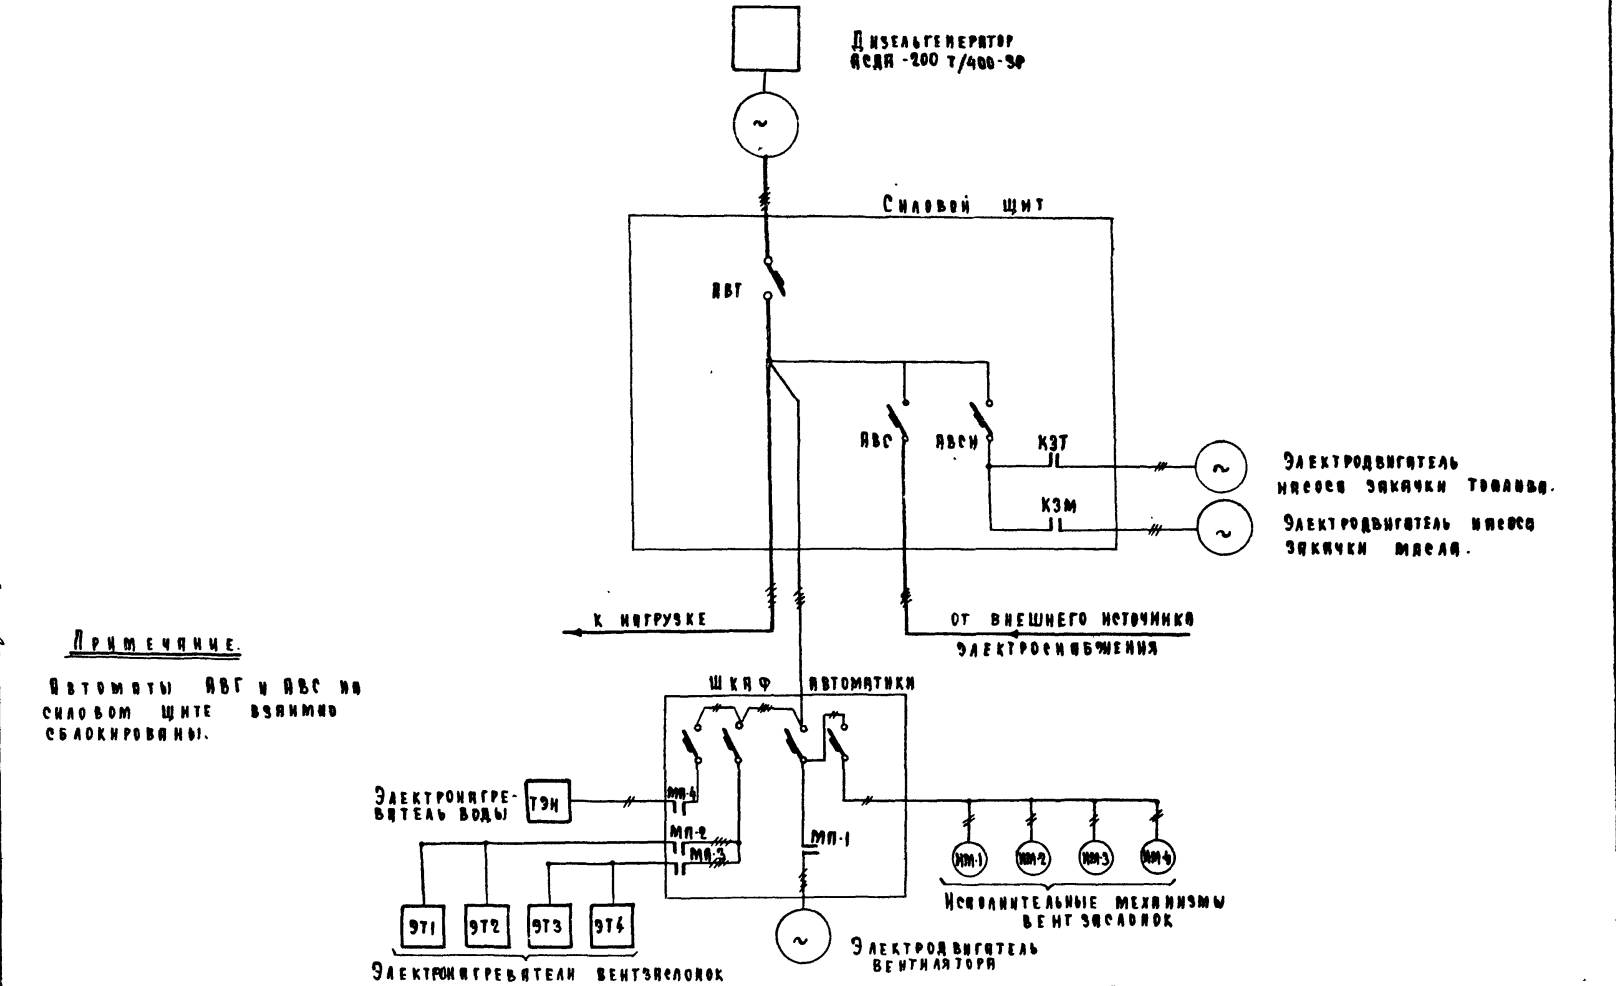 Дизельгенератор
АСДА-200 Т/400-3Р
Силовой щит
АВГ
АВС
АВСН
КЗТ
Электродвигатель
насоса закачки топлива.
КЗМ
Электродвигатель насоса
закачки масла.
К нагрузке
От внешнего источника
электроснабжения
Примечание.
Автоматы АВГ и АВС на
силовом щите взаимно
сблокированы.
Шкаф автоматики
Электронагре-
ватель воды
ТЭН
МП-4
МП-2
МП-3
МП-1
ИМ-1
ИМ-2
ИМ-3
ИМ-4
Исполнительные механизмы
вентзаслонок
ЭТ1
ЭТ2
ЭТ3
ЭТ4
Электронагреватели вентзаслонок
Электродвигатель
вентилятора